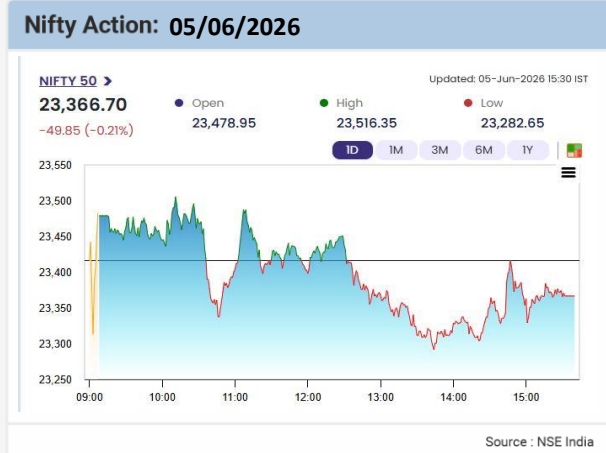 Nifty Action: 05/06/2026
NIFTY 50 >
Updated: 05-Jun-2026 15:30 IST
23,366.70
-49.85 (-0.21%)
Open
23,478.95
High
23,516.35
Low
23,282.65
1D 1M 3M 6M 1Y
23,550
23,500
23,450
23,400
23,350
23,300
23,250
09:00 10:00 11:00 12:00 13:00 14:00 15:00
Source : NSE India